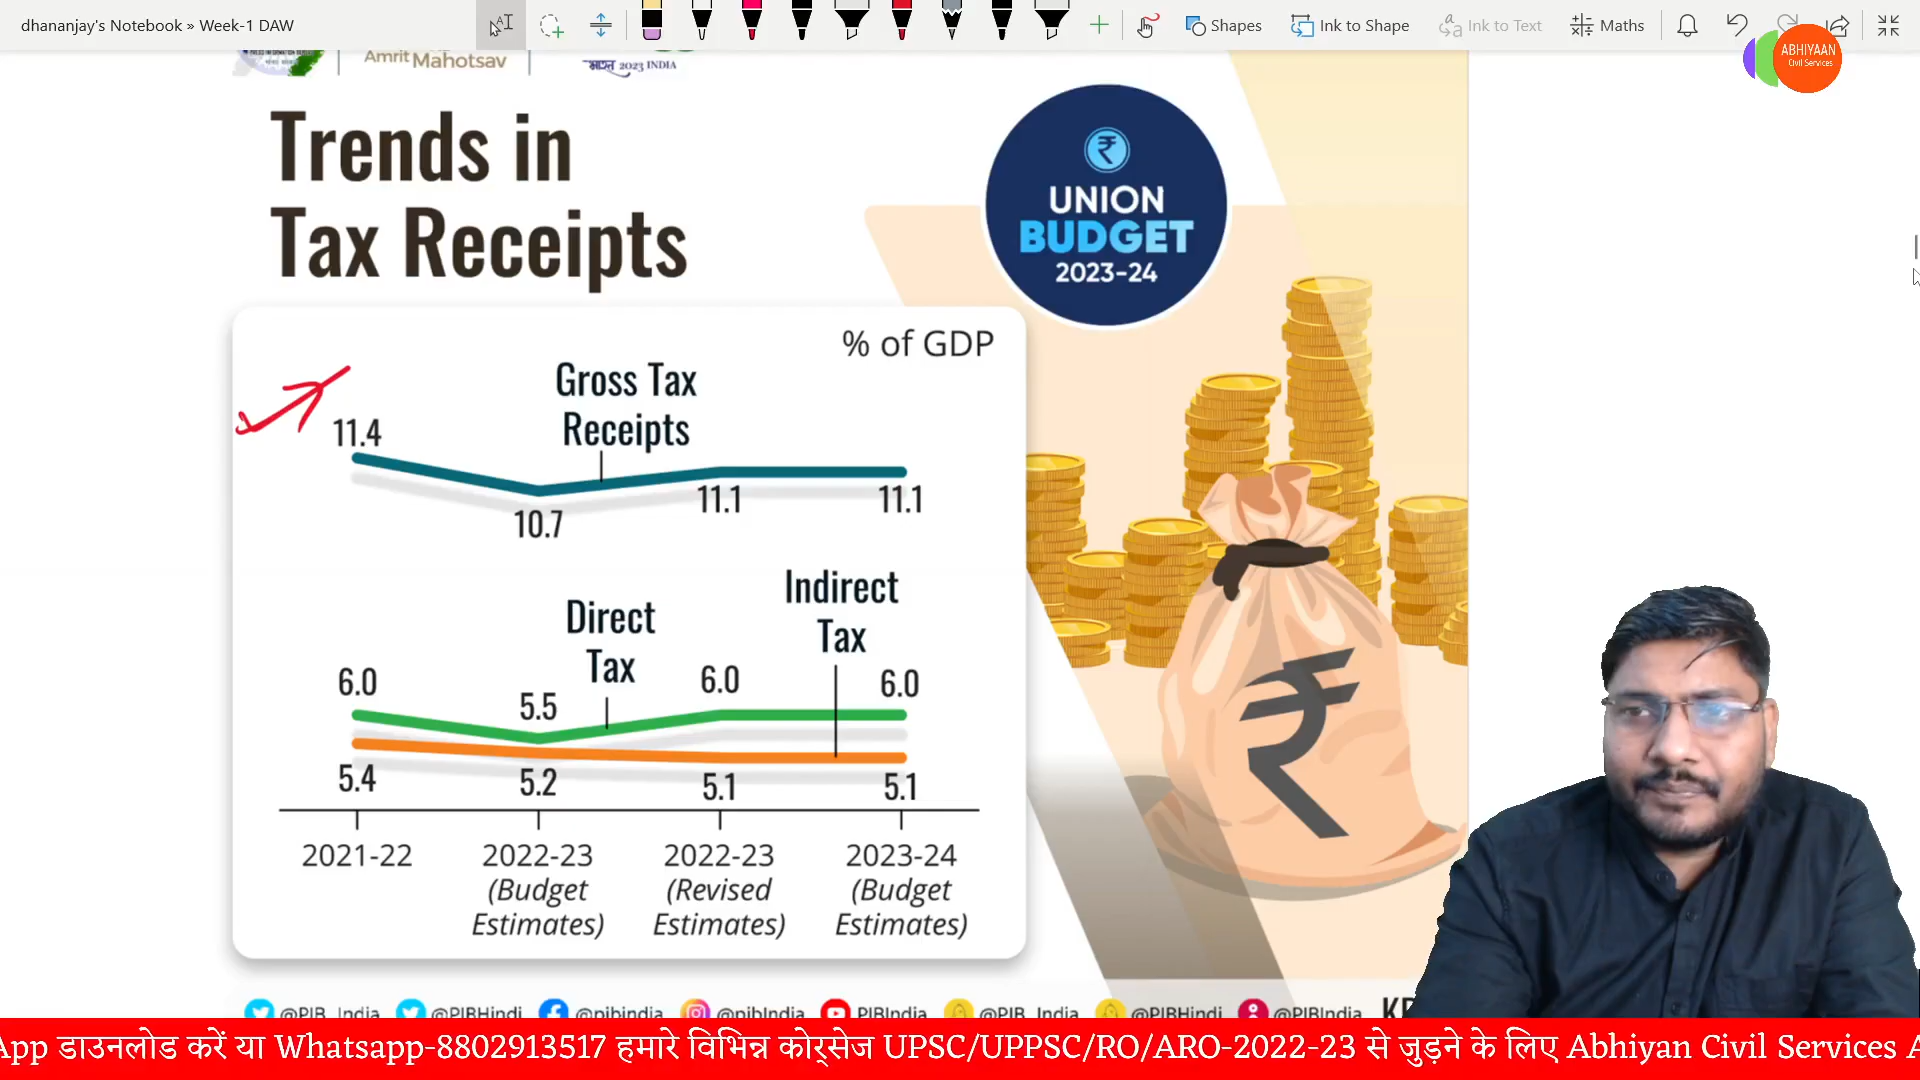 dhananjay's Notebook » Week-1 DAW
Shapes
Ink to Shape
Ink to Text
Maths
ABHIYAAN
Civil Services
Amrit Mahotsav
2023 INDIA
Trends in
Tax Receipts
₹
UNION
BUDGET
2023-24
% of GDP
Gross Tax
Receipts
11.4
10.7
11.1
11.1
Direct
Tax
Indirect
Tax
6.0
5.5
6.0
6.0
5.4
5.2
5.1
5.1
2021-22
2022-23
(Budget
Estimates)
2022-23
(Revised
Estimates)
2023-24
(Budget
Estimates)
₹
@PIB_India @PIBHindi @pibindia @pibIndia PIBIndia @PIB_India @PIBHindi @PIBIndia
App डाउनलोड करें या Whatsapp-8802913517 हमारे विभिन्न कोर्सेज UPSC/UPPSC/RO/ARO-2022-23 से जुड़ने के लिए Abhiyan Civil Services A